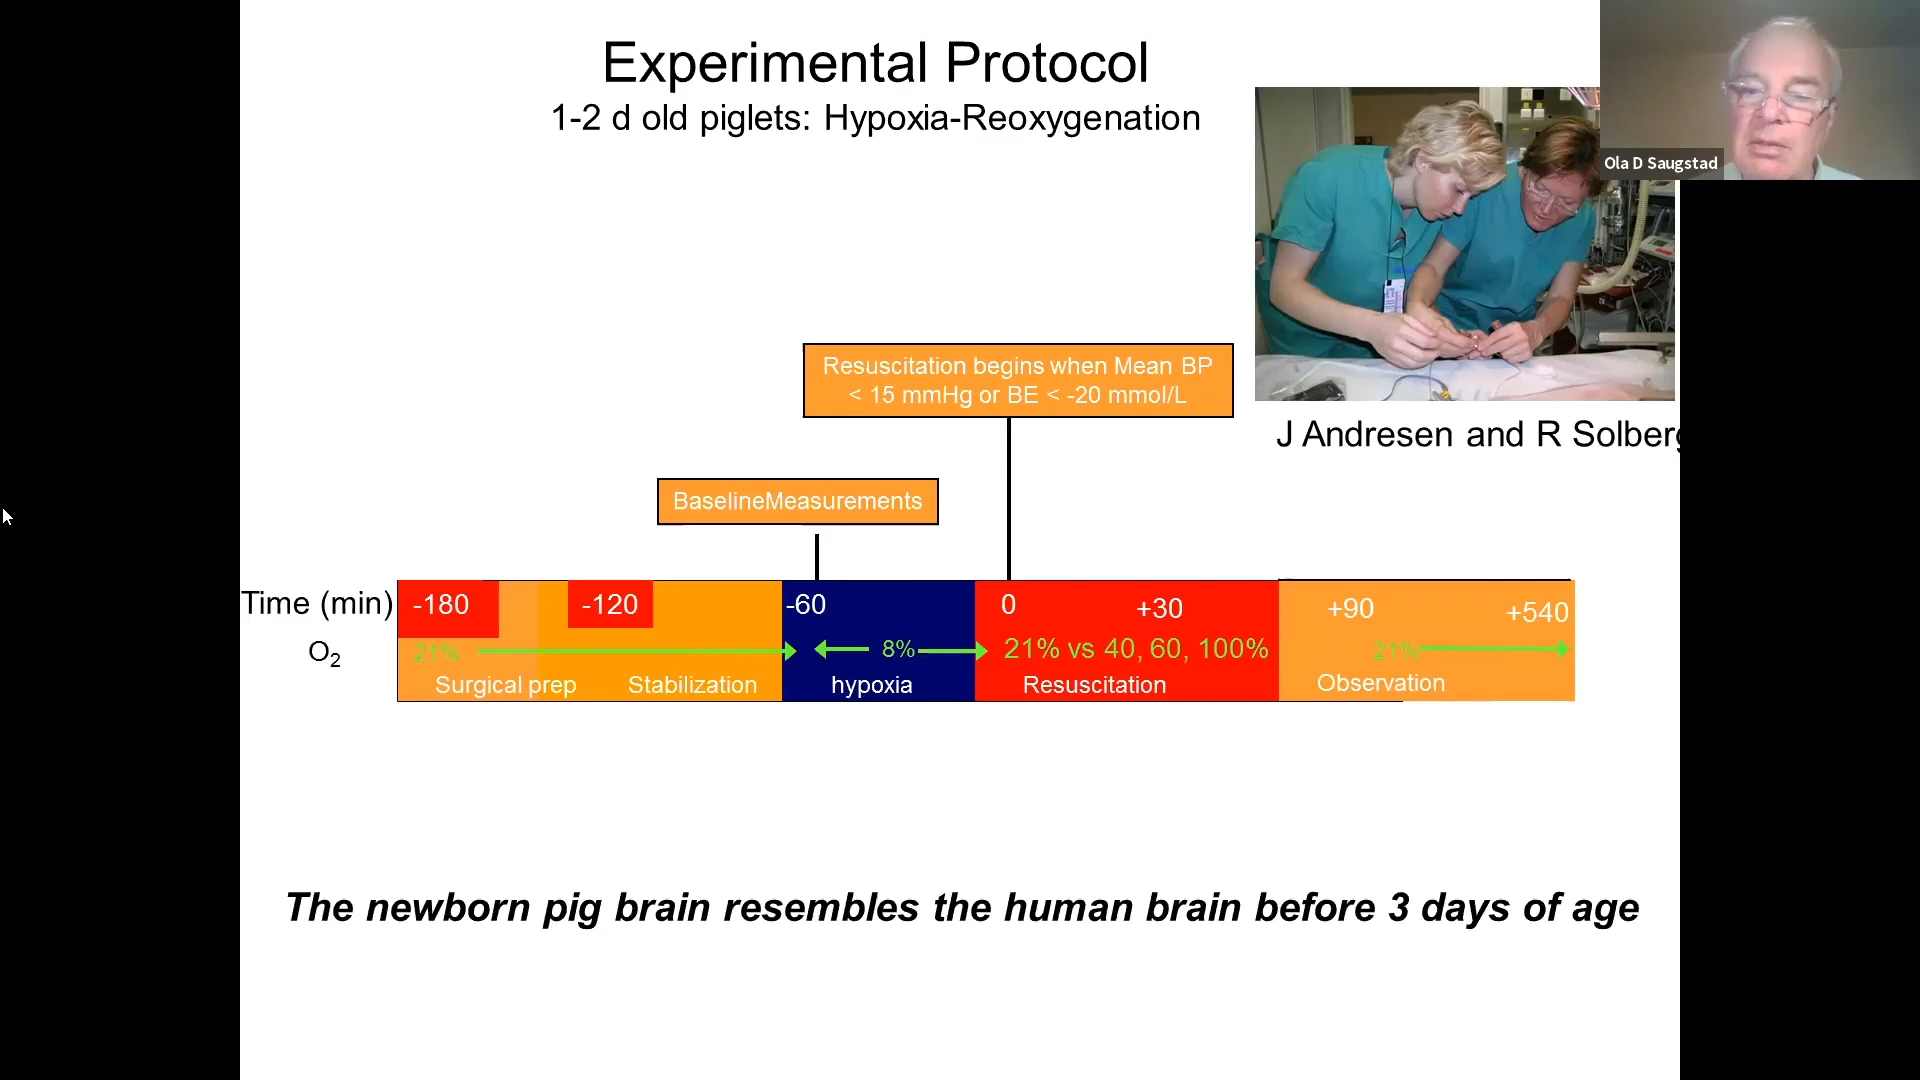 Experimental Protocol
1-2 d old piglets: Hypoxia-Reoxygenation
Ola D Saugstad
Resuscitation begins when Mean BP
< 15 mmHg or BE < -20 mmol/L
J Andresen and R Solberg
BaselineMeasurements
Time (min) -180 -120 -60 0 +30 +90 +540
O2 21% 8% 21% vs 40, 60, 100% 21%
Surgical prep Stabilization hypoxia Resuscitation Observation
The newborn pig brain resembles the human brain before 3 days of age